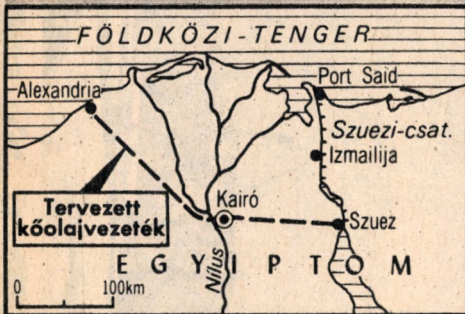 FÖLDKÖZI-TENGER
Alexandria
Port Said
Szuezi-csat.
Izmailija
Tervezett
kőolajvezeték
Kairó
Szuez
EGYIPTOM
Nílus
0 100km